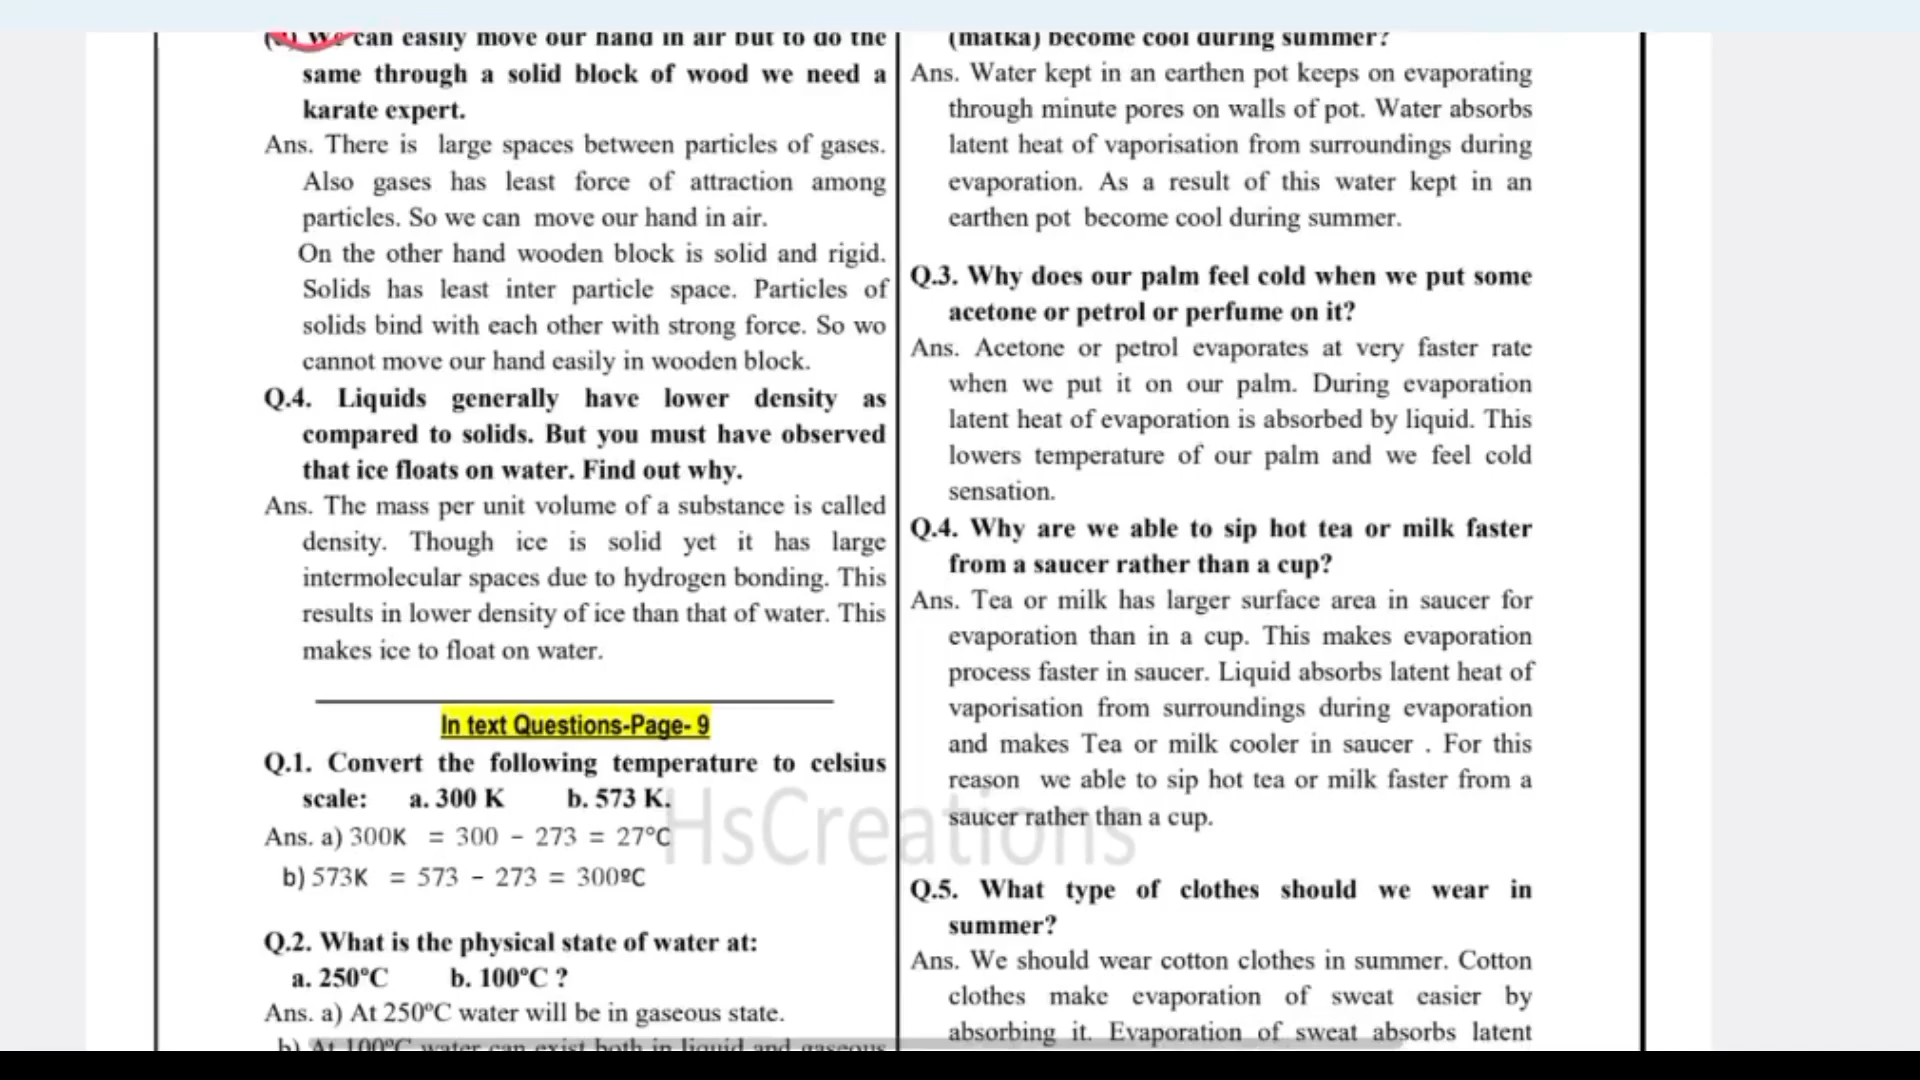 (d) We can easily move our hand in air but to do the
same through a solid block of wood we need a
karate expert.
Ans. There is large spaces between particles of gases.
Also gases has least force of attraction among
particles. So we can move our hand in air.
On the other hand wooden block is solid and rigid.
Solids has least inter particle space. Particles of
solids bind with each other with strong force. So wo
cannot move our hand easily in wooden block.
Q.4. Liquids generally have lower density as
compared to solids. But you must have observed
that ice floats on water. Find out why.
Ans. The mass per unit volume of a substance is called
density. Though ice is solid yet it has large
intermolecular spaces due to hydrogen bonding. This
results in lower density of ice than that of water. This
makes ice to float on water.
In text Questions-Page- 9
Q.1. Convert the following temperature to celsius
scale: a. 300 K b. 573 K.
Ans. a) 300K = 300 − 273 = 27°C
b) 573K = 573 − 273 = 300ºC
Q.2. What is the physical state of water at:
a. 250ºC b. 100ºC ?
Ans. a) At 250ºC water will be in gaseous state.
b) At 100ºC water can exist both in liquid and gaseous
(matka) become cool during summer?
Ans. Water kept in an earthen pot keeps on evaporating
through minute pores on walls of pot. Water absorbs
latent heat of vaporisation from surroundings during
evaporation. As a result of this water kept in an
earthen pot become cool during summer.
Q.3. Why does our palm feel cold when we put some
acetone or petrol or perfume on it?
Ans. Acetone or petrol evaporates at very faster rate
when we put it on our palm. During evaporation
latent heat of evaporation is absorbed by liquid. This
lowers temperature of our palm and we feel cold
sensation.
Q.4. Why are we able to sip hot tea or milk faster
from a saucer rather than a cup?
Ans. Tea or milk has larger surface area in saucer for
evaporation than in a cup. This makes evaporation
process faster in saucer. Liquid absorbs latent heat of
vaporisation from surroundings during evaporation
and makes Tea or milk cooler in saucer . For this
reason we able to sip hot tea or milk faster from a
saucer rather than a cup.
HsCreations
Q.5. What type of clothes should we wear in
summer?
Ans. We should wear cotton clothes in summer. Cotton
clothes make evaporation of sweat easier by
absorbing it. Evaporation of sweat absorbs latent